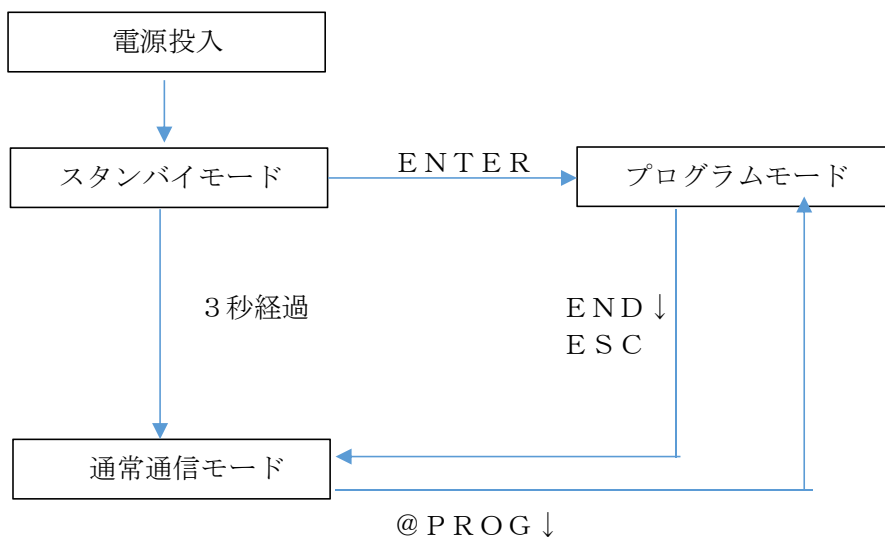 電源投入
スタンバイモード
ＥＮＴＥＲ
プログラムモード
３秒経過
ＥＮＤ↓
ＥＳＣ
通常通信モード
＠ＰＲＯＧ↓